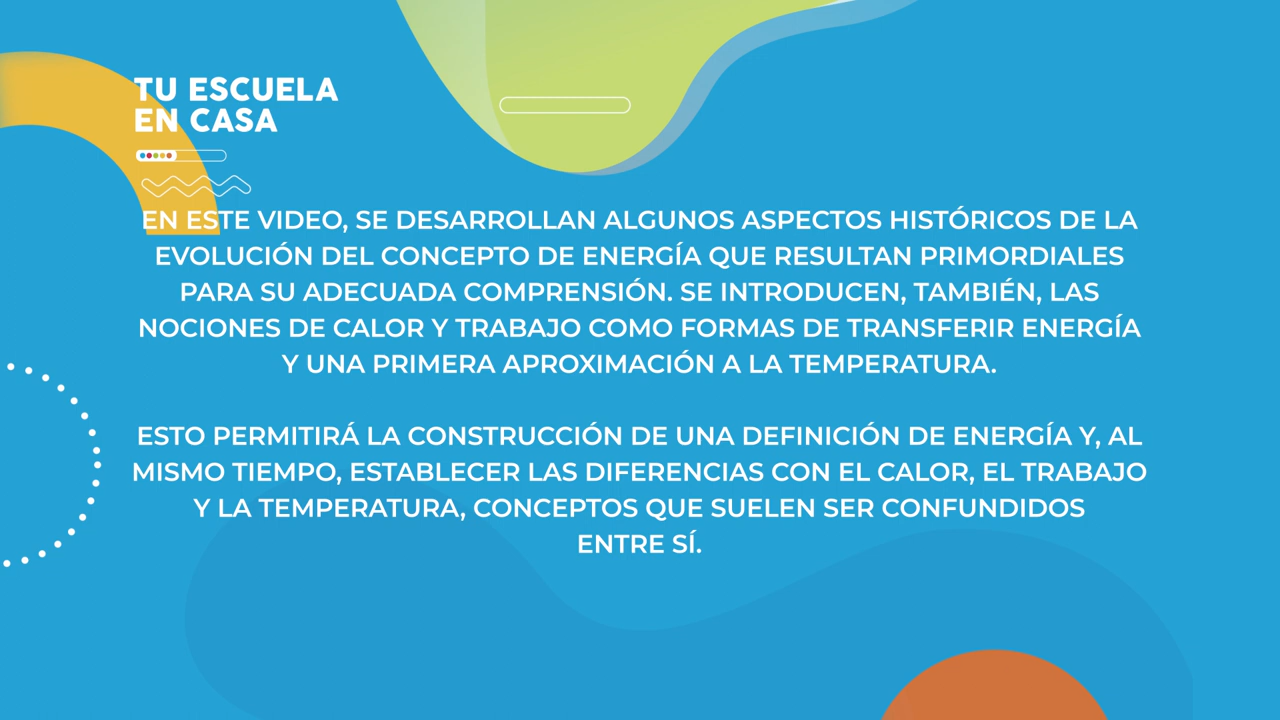 TU ESCUELA
EN CASA
EN ESTE VIDEO, SE DESARROLLAN ALGUNOS ASPECTOS HISTÓRICOS DE LA
EVOLUCIÓN DEL CONCEPTO DE ENERGÍA QUE RESULTAN PRIMORDIALES
PARA SU ADECUADA COMPRENSIÓN. SE INTRODUCEN, TAMBIÉN, LAS
NOCIONES DE CALOR Y TRABAJO COMO FORMAS DE TRANSFERIR ENERGÍA
Y UNA PRIMERA APROXIMACIÓN A LA TEMPERATURA.
ESTO PERMITIRÁ LA CONSTRUCCIÓN DE UNA DEFINICIÓN DE ENERGÍA Y, AL
MISMO TIEMPO, ESTABLECER LAS DIFERENCIAS CON EL CALOR, EL TRABAJO
Y LA TEMPERATURA, CONCEPTOS QUE SUELEN SER CONFUNDIDOS
ENTRE SÍ.